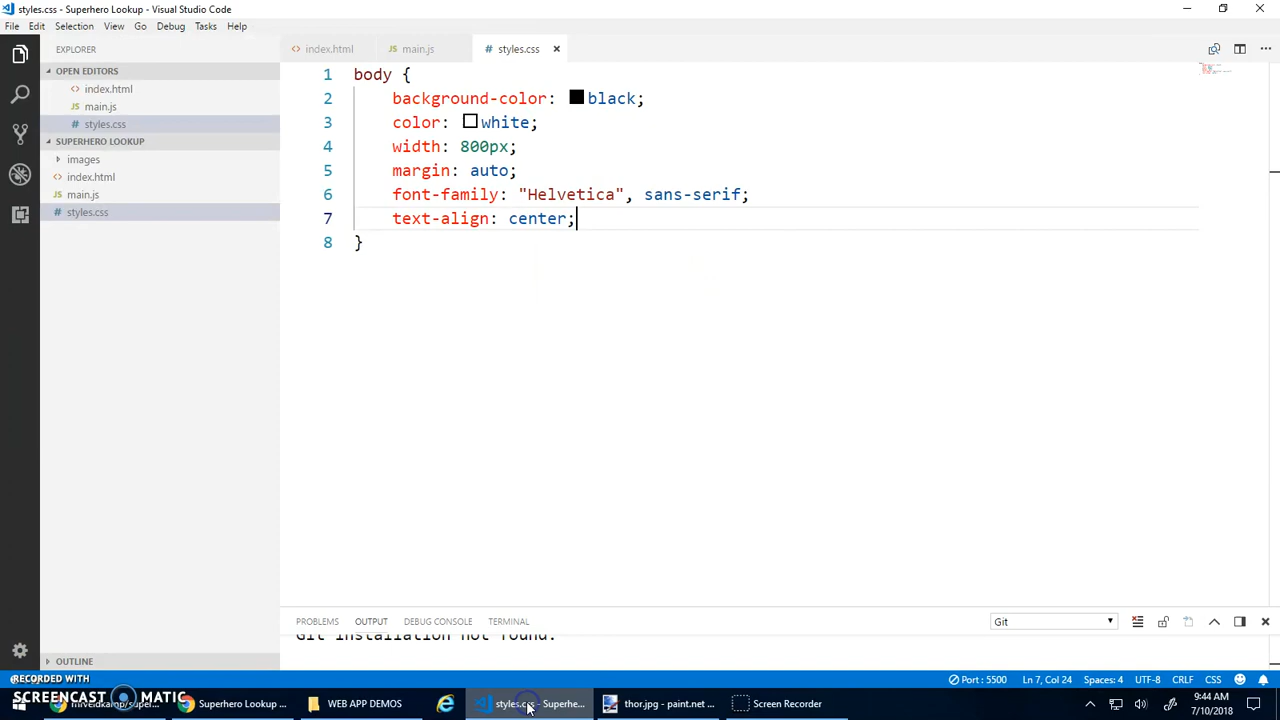 styles.css - Superhero Lookup - Visual Studio Code
File Edit Selection View Go Debug Tasks Help
EXPLORER
index.html
main.js
styles.css
OPEN EDITORS
index.html
main.js
styles.css
SUPERHERO LOOKUP
images
index.html
main.js
styles.css
1 body {
2 background-color: black;
3 color: white;
4 width: 800px;
5 margin: auto;
6 font-family: "Helvetica", sans-serif;
7 text-align: center;
8 }
PROBLEMS OUTPUT DEBUG CONSOLE TERMINAL
Git
Git installation not found.
OUTLINE
Port : 5500 Ln 7, Col 24 Spaces: 4 UTF-8 CRLF CSS
RECORDED WITH
SCREENCAST MATIC
Superhero Lookup ...
WEB APP DEMOS
styles.css - Superhe...
thor.jpg - paint.net ...
Screen Recorder
9:44 AM
7/10/2018